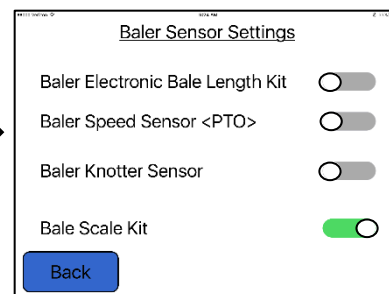 Baler Sensor Settings
Baler Electronic Bale Length Kit
Baler Speed Sensor <PTO>
Baler Knotter Sensor
Bale Scale Kit
Back